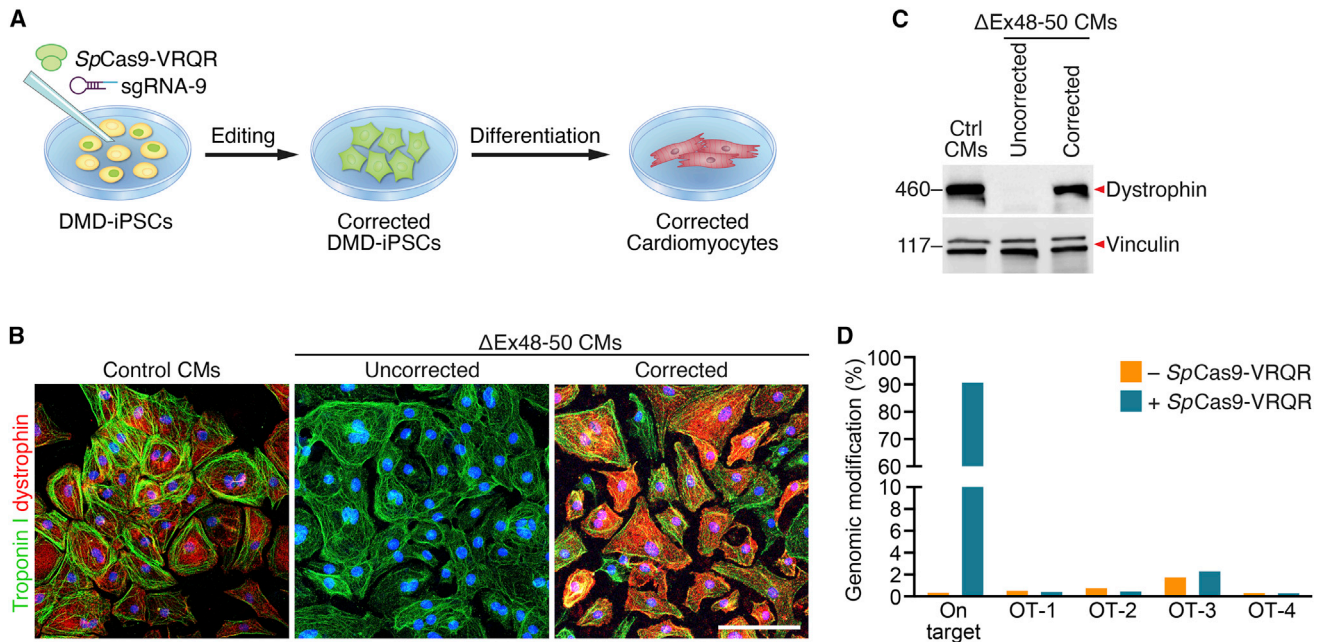 A
SpCas9-VRQR
sgRNA-9
Editing
Differentiation
DMD-iPSCs
Corrected
DMD-iPSCs
Corrected
Cardiomyocytes
B
ΔEx48-50 CMs
Control CMs
Uncorrected
Corrected
Troponin I dystrophin
C
ΔEx48-50 CMs
Ctrl
CMs
Uncorrected
Corrected
460
Dystrophin
117
Vinculin
D
Genomic modification (%)
100
90
80
70
60
10
8
6
4
2
0
– SpCas9-VRQR
+ SpCas9-VRQR
On
target
OT-1
OT-2
OT-3
OT-4